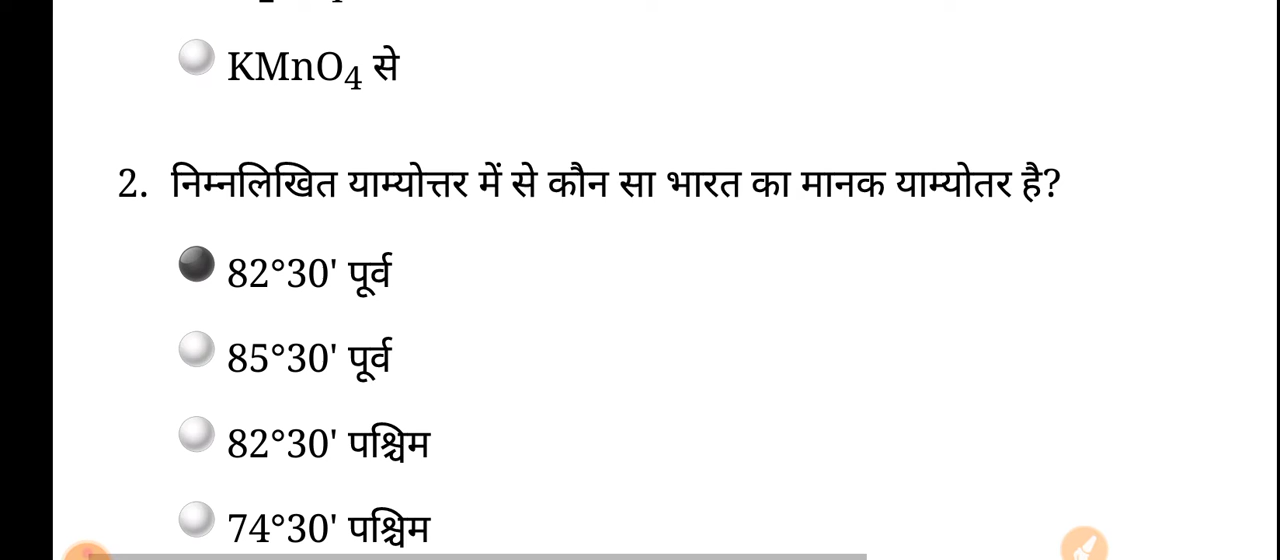 KMnO4 से
2. निम्नलिखित याम्योत्तर में से कौन सा भारत का मानक याम्योतर है?
82°30' पूर्व
85°30' पूर्व
82°30' पश्चिम
74°30' पश्चिम